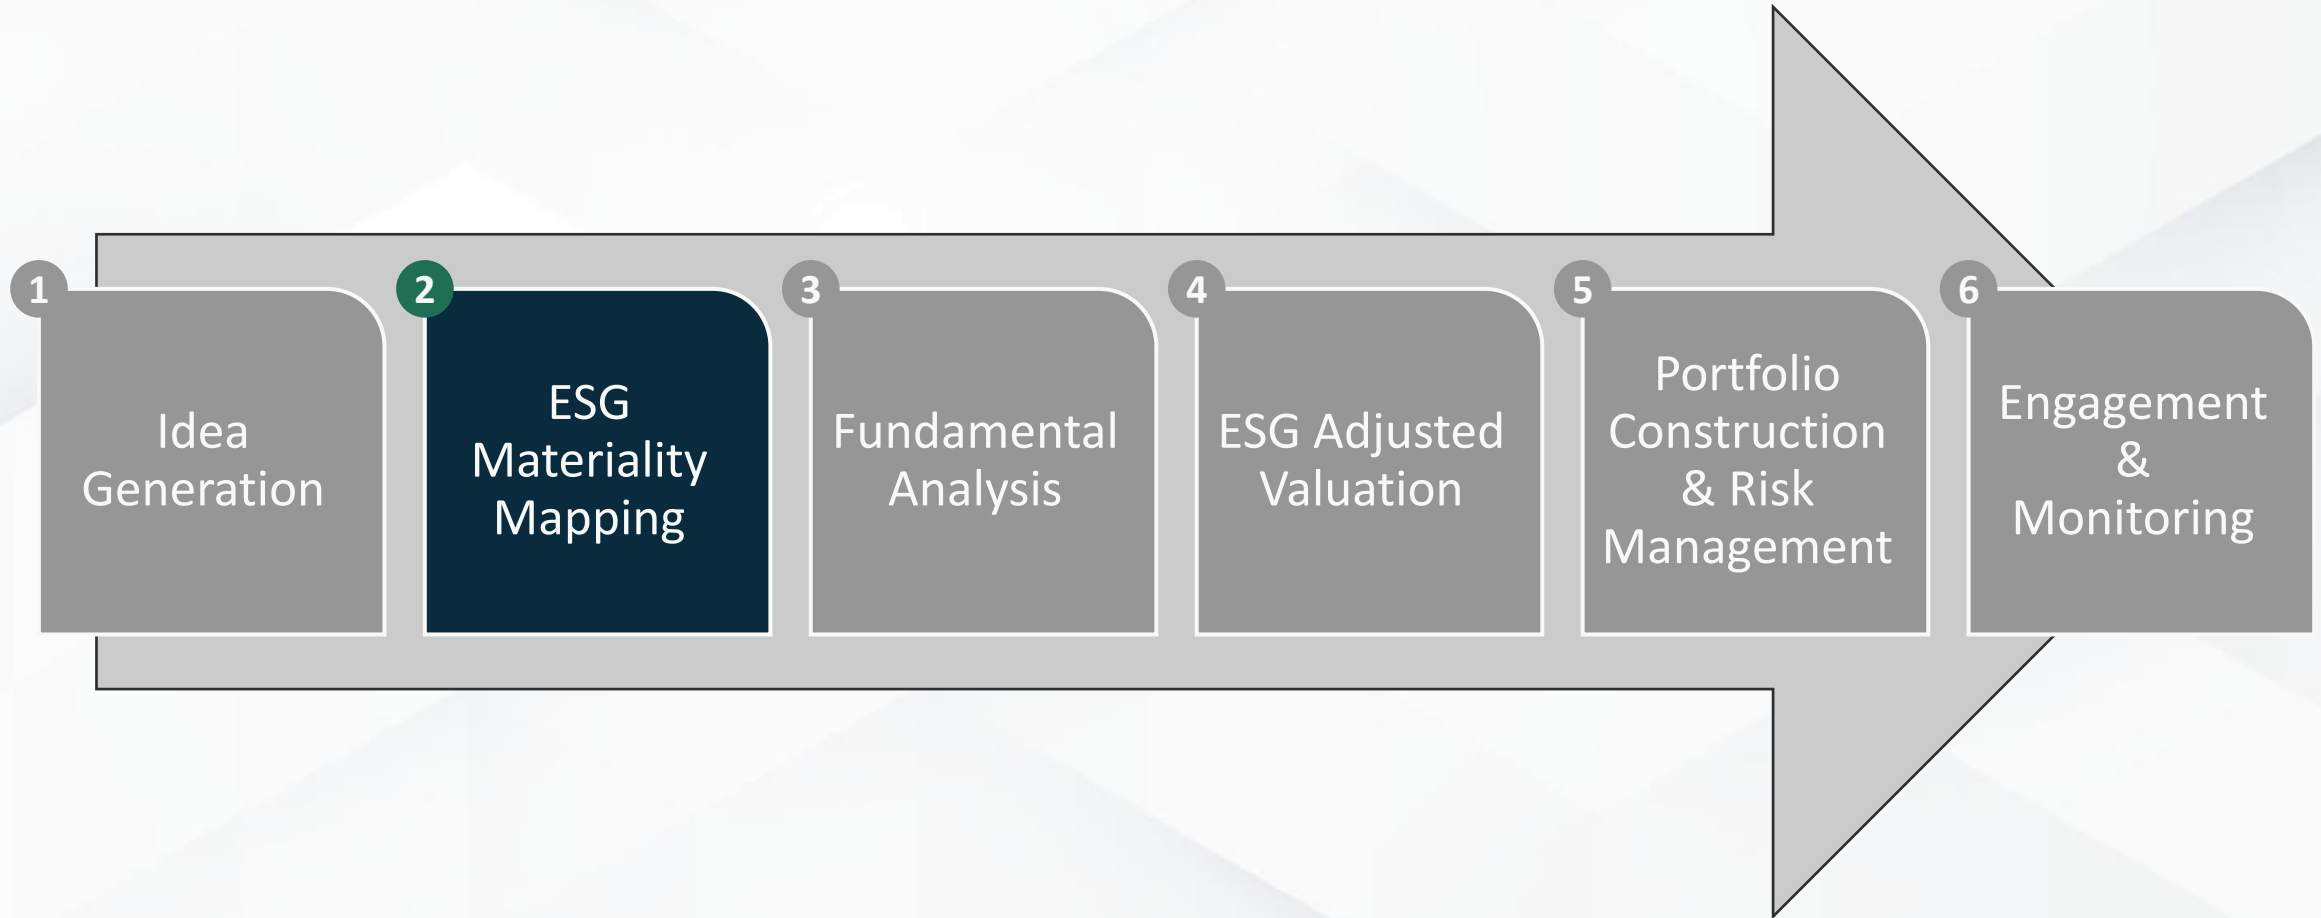 1
Idea
Generation
2
ESG
Materiality
Mapping
3
Fundamental
Analysis
4
ESG Adjusted
Valuation
5
Portfolio
Construction
& Risk
Management
6
Engagement
&
Monitoring